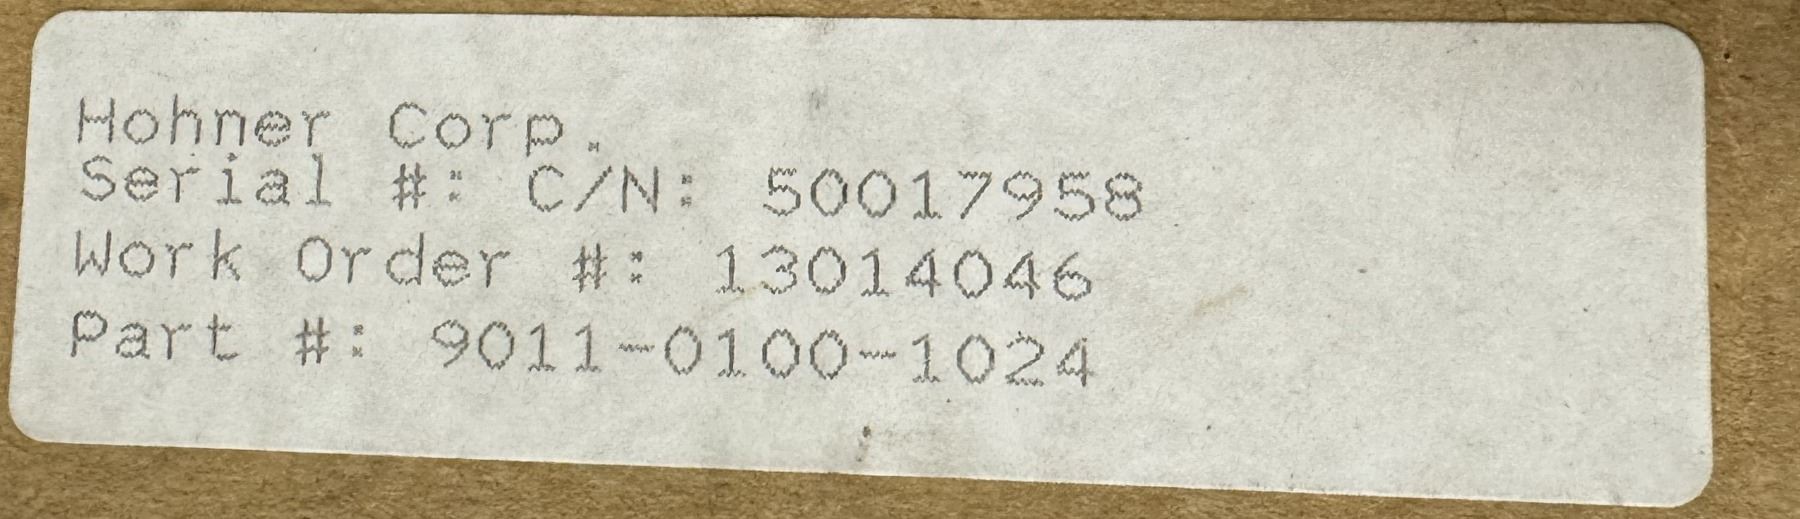 Hohner Corp.
Serial #: C/N: 50017958
Work Order #: 13014046
Part #: 9011-0100-1024